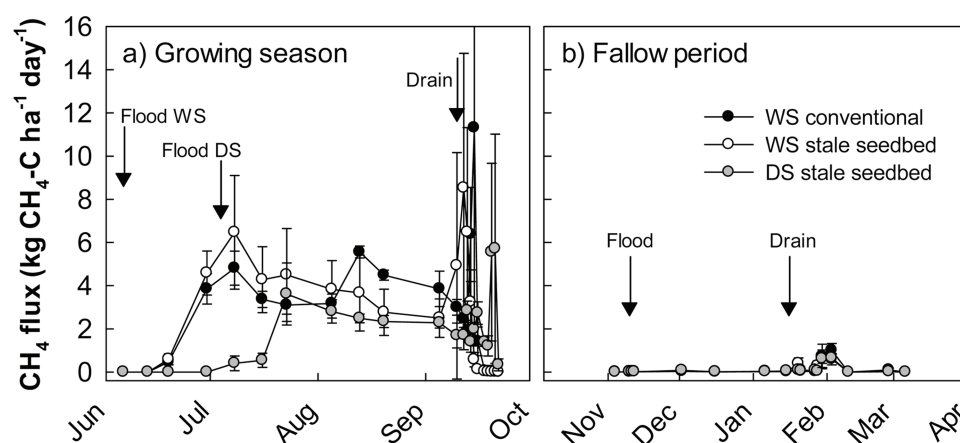 CH4 flux (kg CH4-C ha-1 day-1)
16
14
12
10
8
6
4
2
0
a) Growing season
Flood WS
Flood DS
Drain
Jun
Jul
Aug
Sep
Oct
b) Fallow period
WS conventional
WS stale seedbed
DS stale seedbed
Flood
Drain
Nov
Dec
Jan
Feb
Mar
Apr